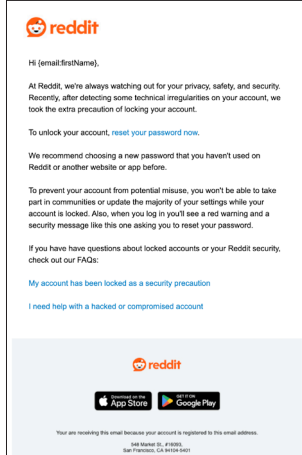 reddit
Hi {email:firstName},
At Reddit, we're always watching out for your privacy, safety, and security.
Recently, after detecting some technical irregularities on your account, we
took the extra precaution of locking your account.
To unlock your account, reset your password now.
We recommend choosing a new password that you haven't used on
Reddit or another website or app before.
To prevent your account from potential misuse, you won't be able to take
part in communities or update the majority of your settings while your
account is locked. Also, when you log in you'll see a red warning and a
security message like this one asking you to reset your password.
If you have have questions about locked accounts or your Reddit security,
check out our FAQs:
My account has been locked as a security precaution
I need help with a hacked or compromised account
reddit
Download on the
App Store
GET IT ON
Google Play
Your are receiving this email because your account is registered to this email address.
548 Market St., #16093,
San Francisco, CA 94104-5401